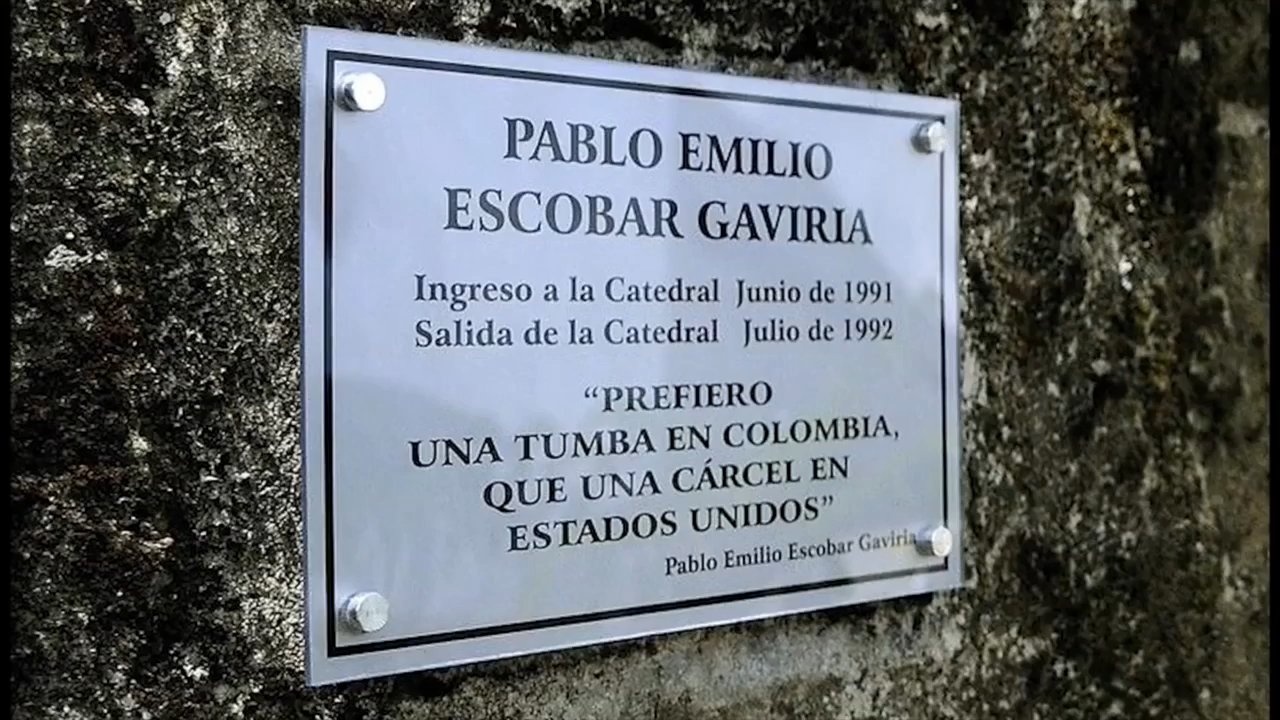 PABLO EMILIO
ESCOBAR GAVIRIA
Ingreso a la Catedral Junio de 1991
Salida de la Catedral Julio de 1992
“PREFIERO
UNA TUMBA EN COLOMBIA,
QUE UNA CÁRCEL EN
ESTADOS UNIDOS”
Pablo Emilio Escobar Gaviria